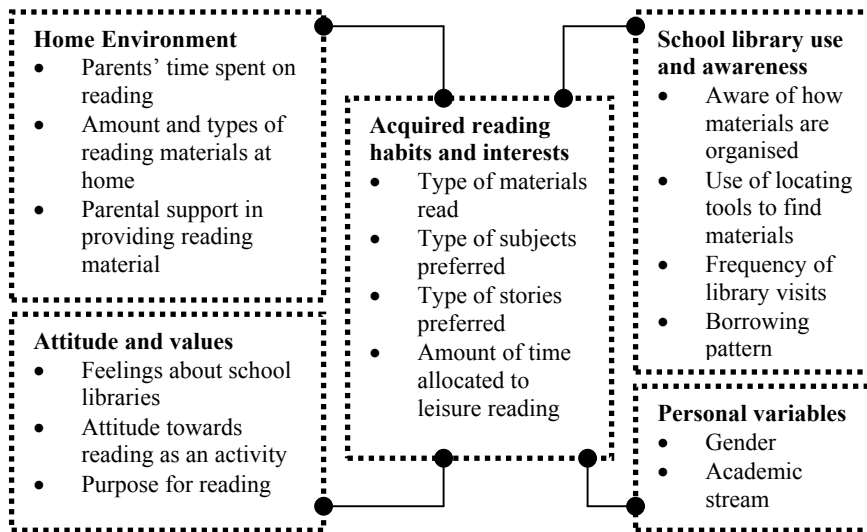 Home Environment
• Parents’ time spent on
reading
• Amount and types of
reading materials at
home
• Parental support in
providing reading
material
Attitude and values
• Feelings about school
libraries
• Attitude towards
reading as an activity
• Purpose for reading
Acquired reading
habits and interests
• Type of materials
read
• Type of subjects
preferred
• Type of stories
preferred
• Amount of time
allocated to
leisure reading
School library use
and awareness
• Aware of how
materials are
organised
• Use of locating
tools to find
materials
• Frequency of
library visits
• Borrowing
pattern
Personal variables
• Gender
• Academic
stream